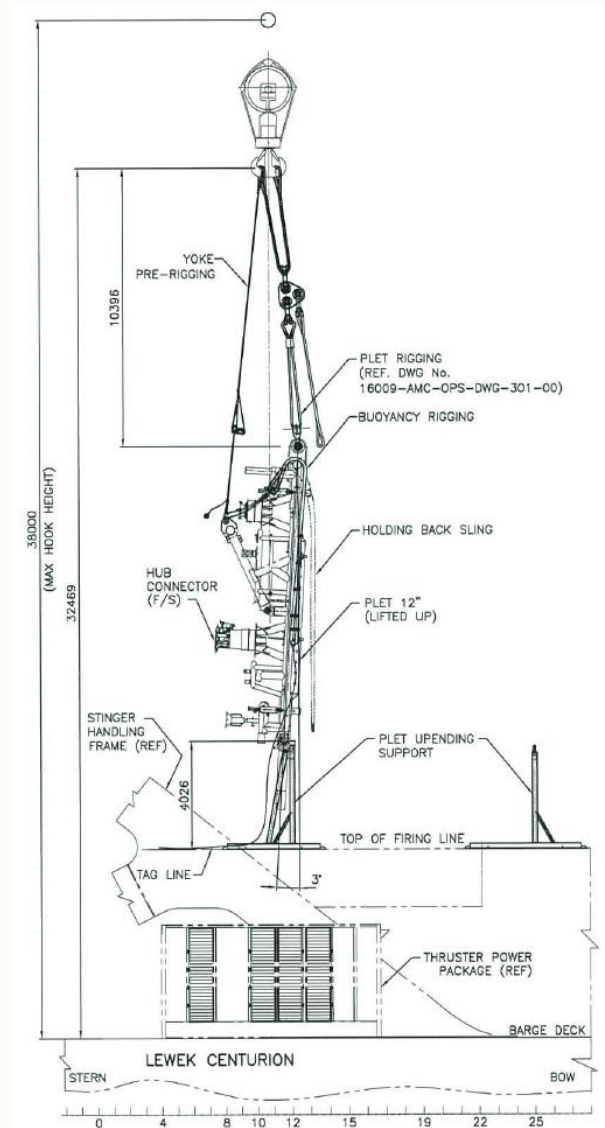 YOKE
PRE-RIGGING
10396
PLET RIGGING
(REF. DWG No.
16009-AMC-OPS-DWG-301-00)
BUOYANCY RIGGING
38000
(MAX HOOK HEIGHT)
32469
HOLDING BACK SLING
HUB
CONNECTOR
(F/S)
PLET 12"
(LIFTED UP)
STINGER
HANDLING
FRAME (REF)
PLET UPENDING
SUPPORT
4026
TOP OF FIRING LINE
TAG LINE
3°
THRUSTER POWER
PACKAGE (REF)
BARGE DECK
LEWEK CENTURION
STERN
BOW
0 4 8 10 12 15 19 22 25